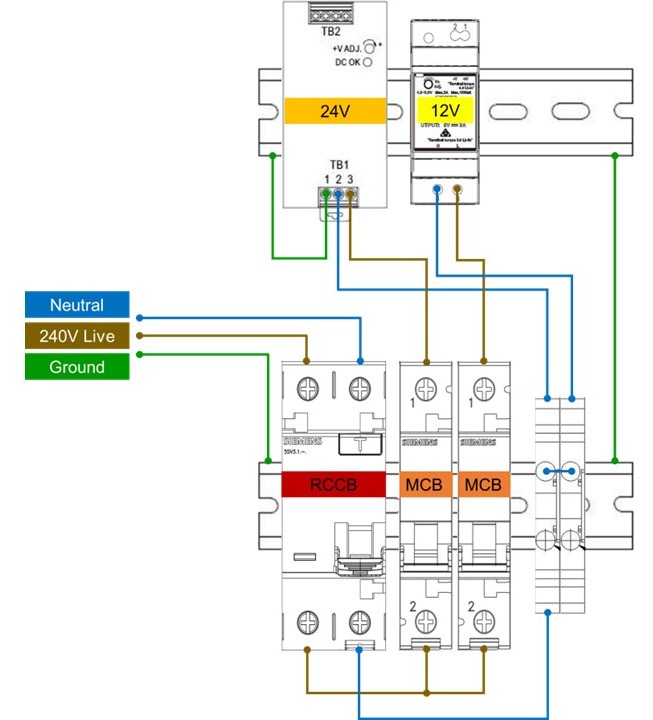 TB2
+V ADJ.
DC OK
24V
2 1
12V
TB1
1 2 3
N L
Neutral
240V Live
Ground
1
1
SIEMENS
SIEMENS
SIEMENS
RCCB
MCB
MCB
2
2